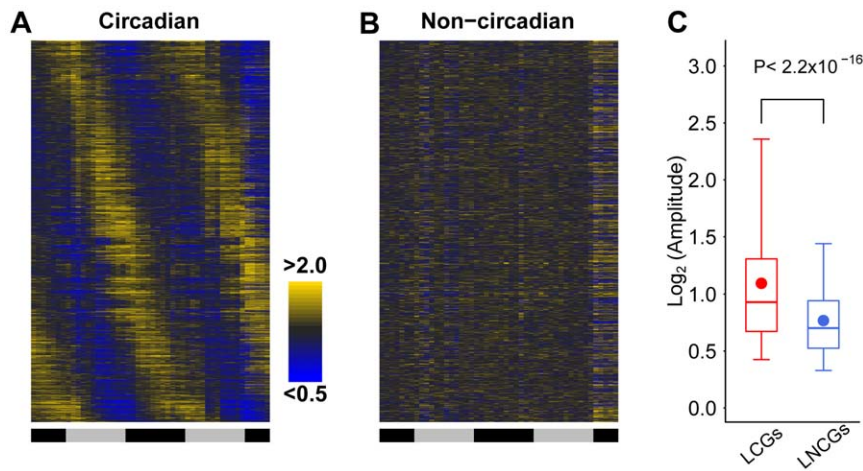 A
Circadian
>2.0
<0.5
B
Non-circadian
C
P< 2.2x10 ⁻¹⁶
Log₂ (Amplitude)
3.0
2.5
2.0
1.5
1.0
0.5
0.0
LCGs
LNCGs